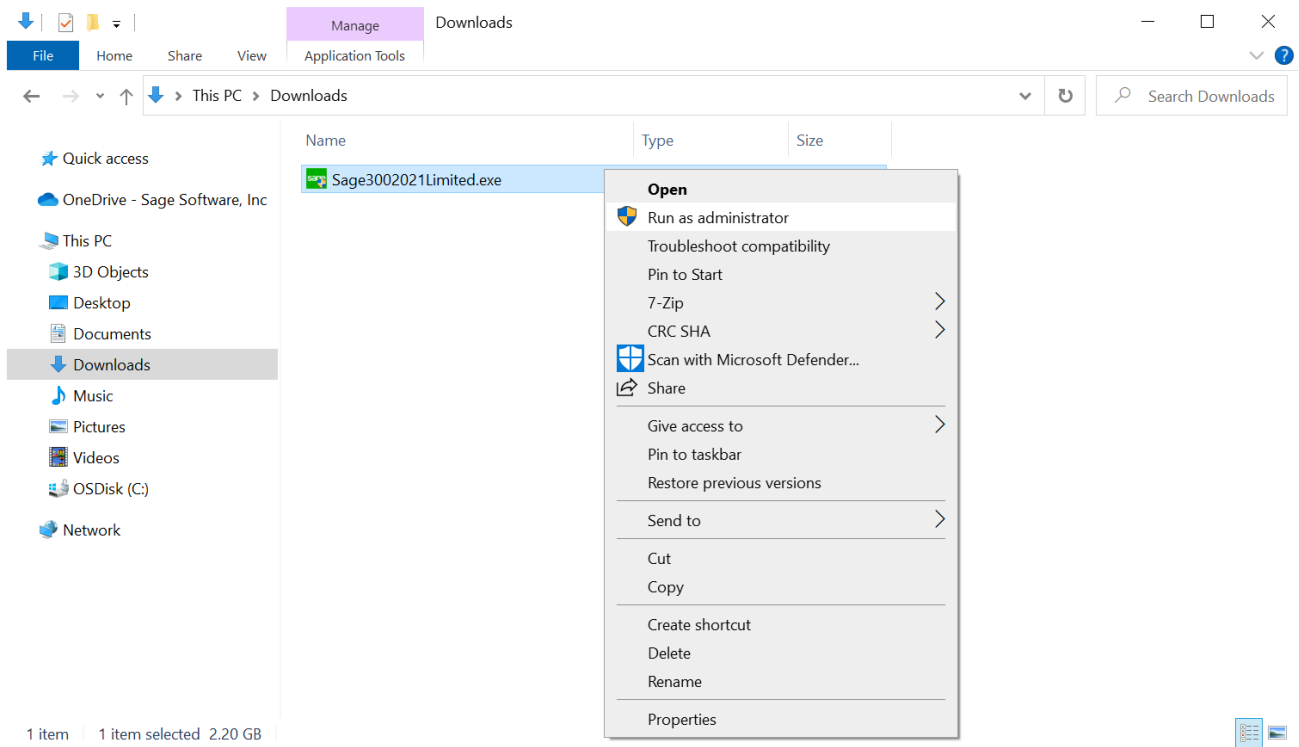 Manage
Downloads
File
Home
Share
View
Application Tools
?
This PC
Downloads
Search Downloads
Name
Type
Size
Quick access
OneDrive - Sage Software, Inc
This PC
3D Objects
Desktop
Documents
Downloads
Music
Pictures
Videos
OSDisk (C:)
Network
Sage3002021Limited.exe
Open
Run as administrator
Troubleshoot compatibility
Pin to Start
7-Zip
CRC SHA
Scan with Microsoft Defender...
Share
Give access to
Pin to taskbar
Restore previous versions
Send to
Cut
Copy
Create shortcut
Delete
Rename
Properties
1 item
1 item selected 2.20 GB